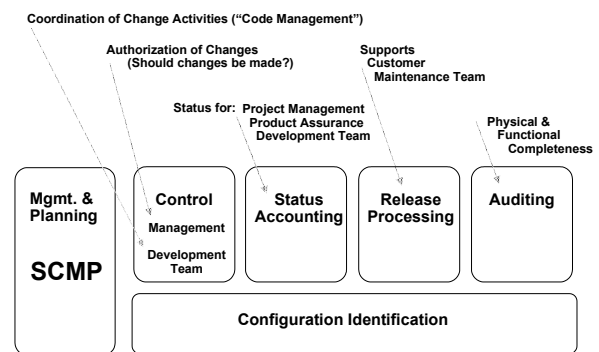 Coordination of Change Activities (“Code Management”)
Authorization of Changes
(Should changes be made?)
Supports
Customer
Maintenance Team
Status for: Project Management
Product Assurance
Development Team
Physical &
Functional
Completeness
Mgmt. &
Planning
SCMP
Control
Management
Development
Team
Status
Accounting
Release
Processing
Auditing
Configuration Identification